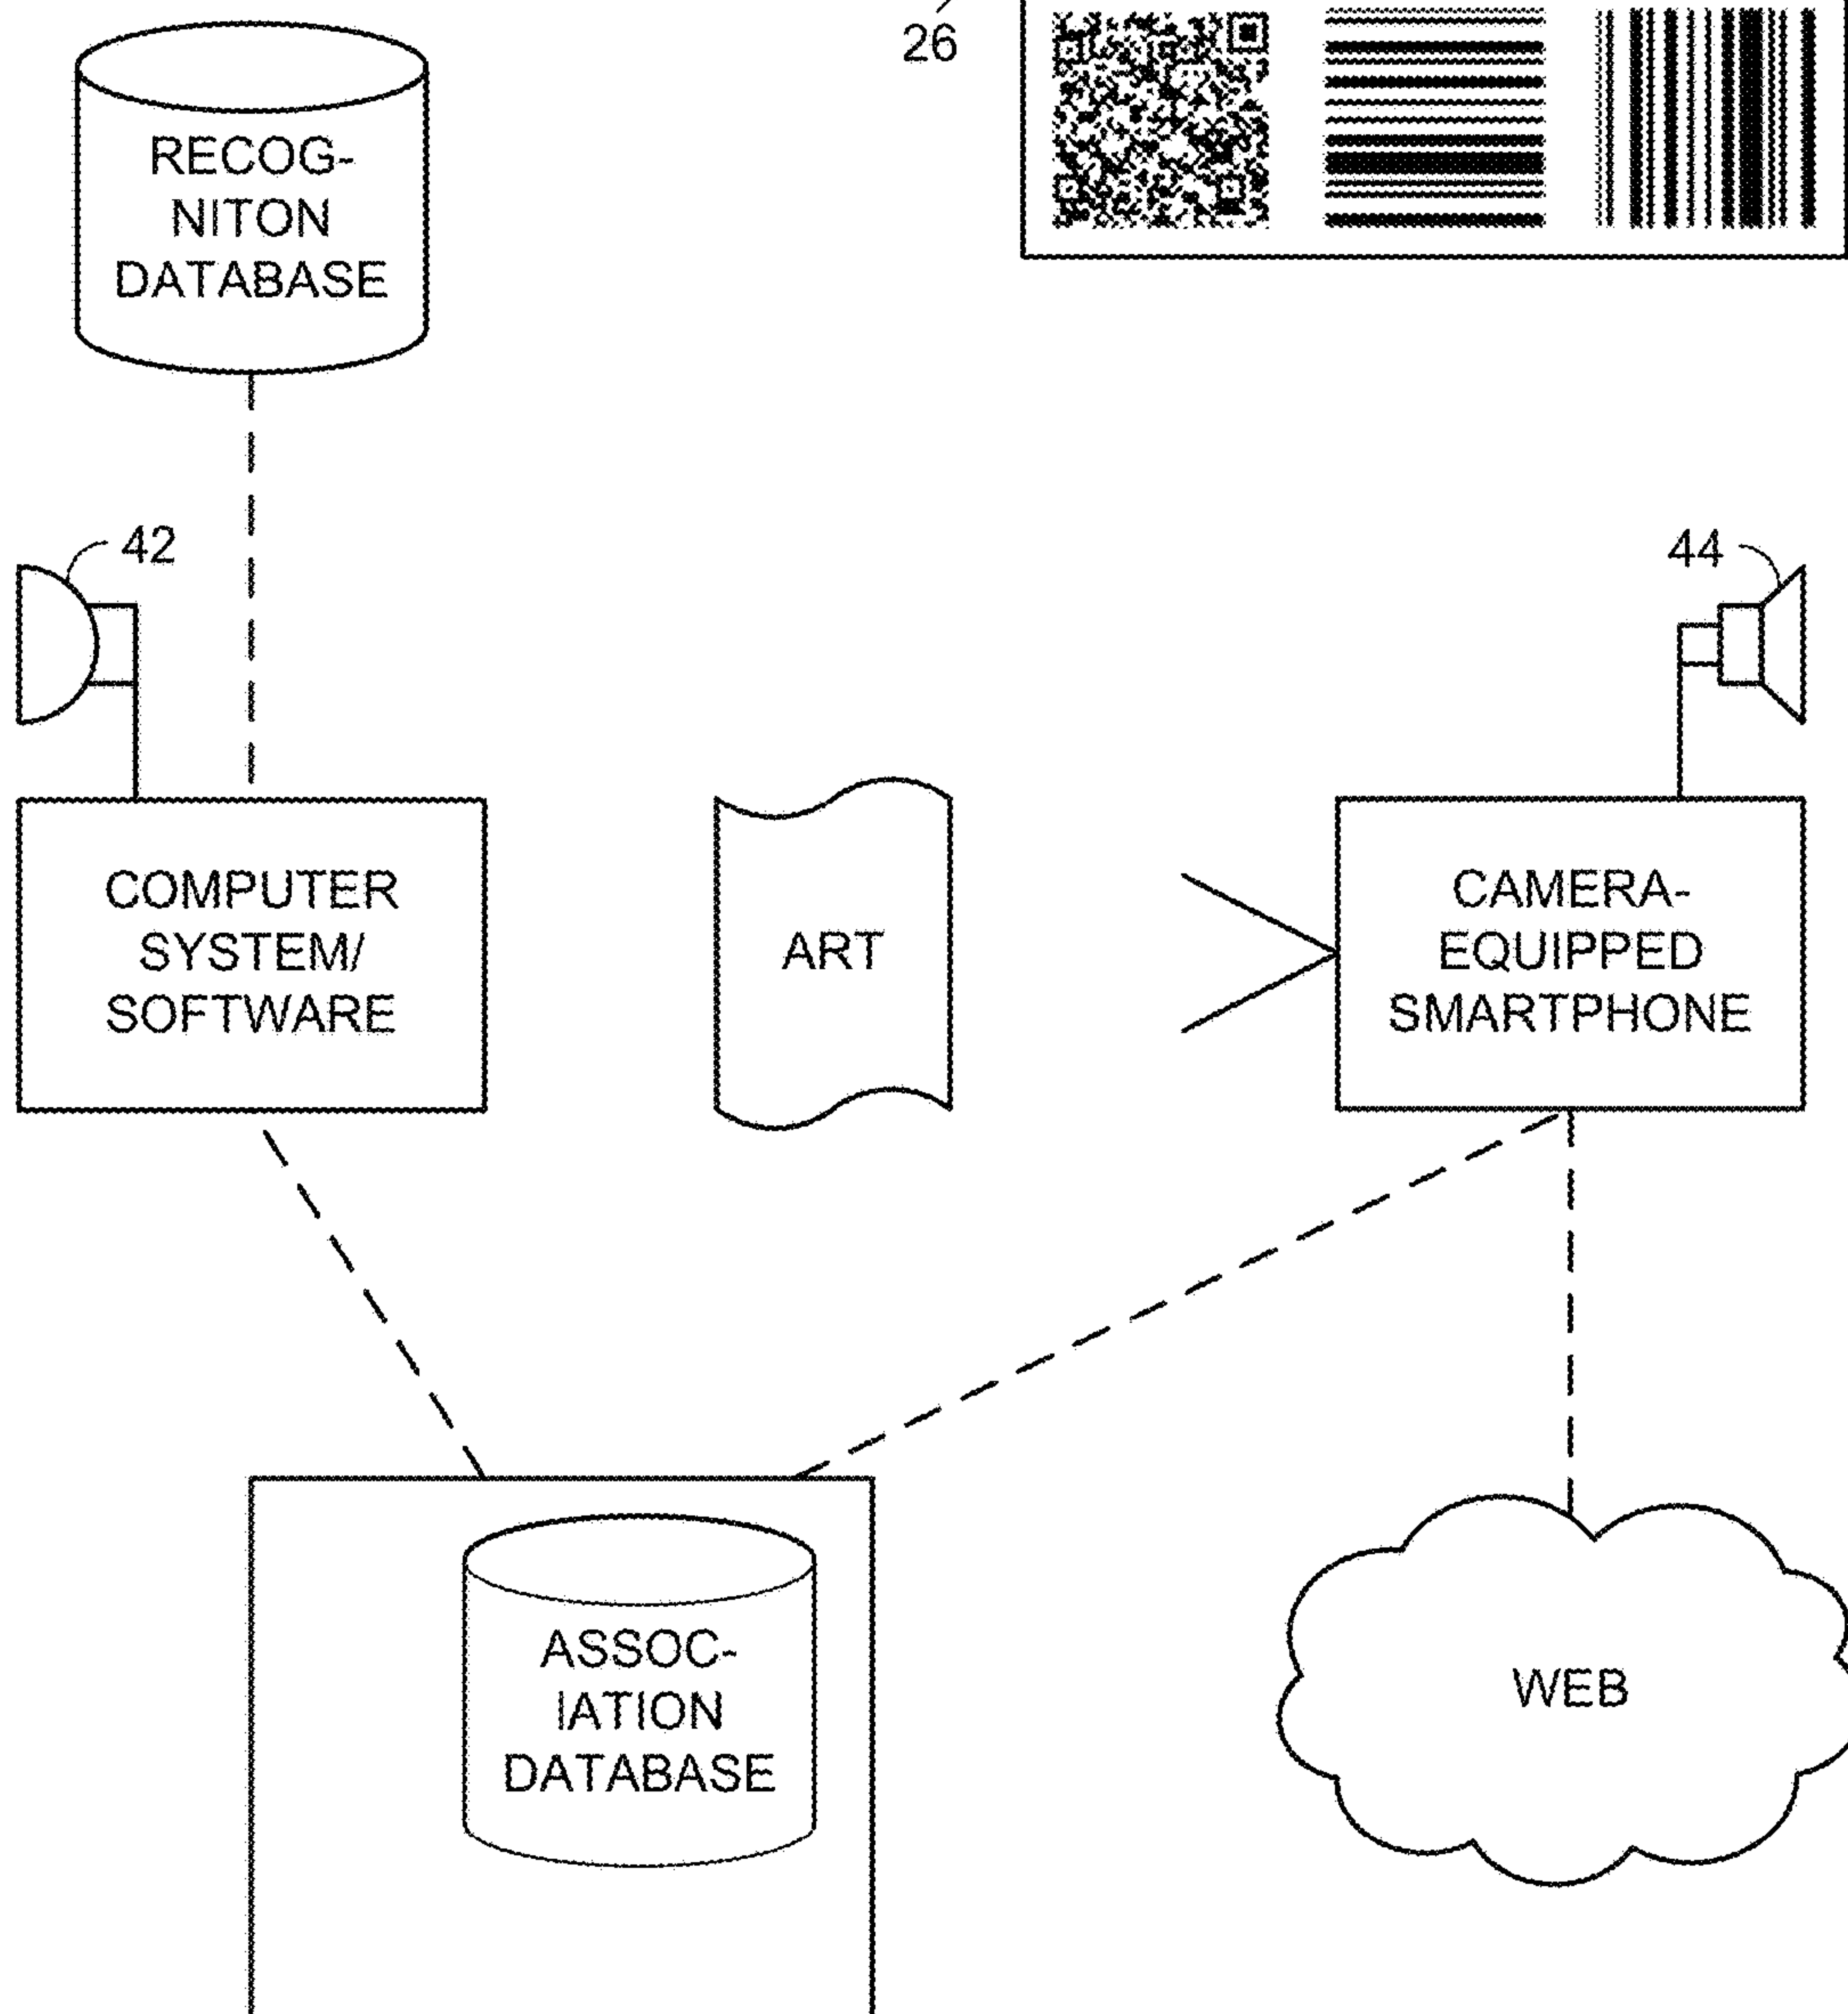 26
RECOG-
NITON
DATABASE
42
44
COMPUTER
SYSTEM/
SOFTWARE
ART
CAMERA-
EQUIPPED
SMARTPHONE
ASSOC-
IATION
DATABASE
WEB